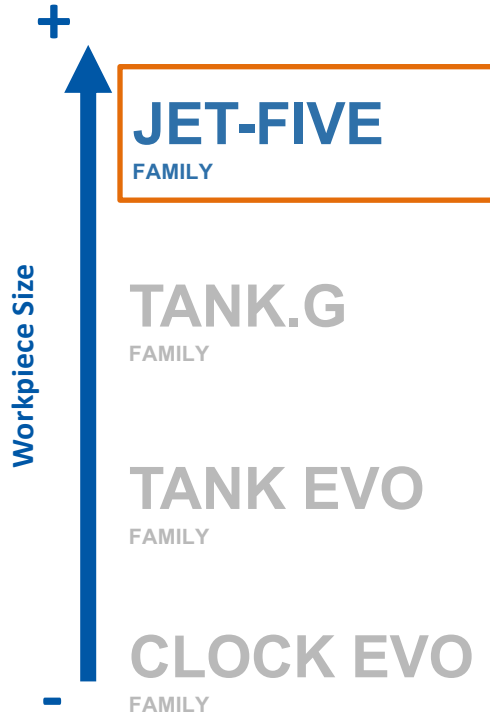 +
JET-FIVE
FAMILY
Workpiece Size
TANK.G
FAMILY
TANK EVO
FAMILY
CLOCK EVO
FAMILY
-